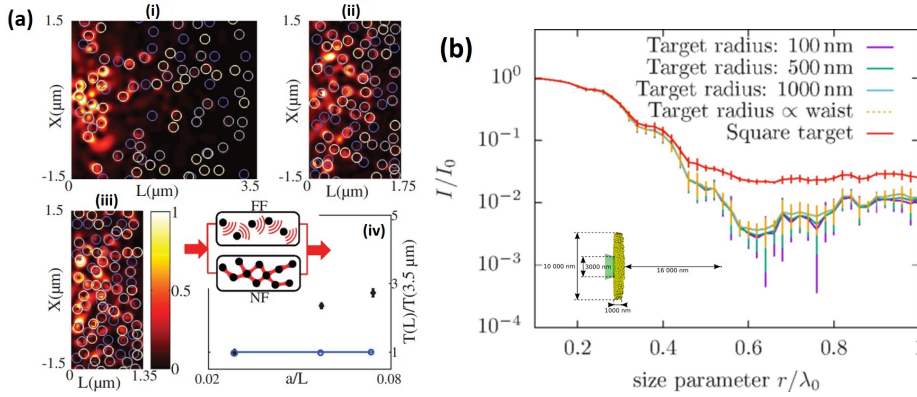 (a)
(i)
1.5
X(μm)
-1.5
0
L(μm)
3.5
(ii)
1.5
X(μm)
-1.5
0
L(μm)
1.75
(iii)
1.5
X(μm)
-1.5
0
L(μm)
1.35
1
0.5
0
FF
NF
(iv)
5
3
1
T(L)/T(3.5 μm)
0.02
a/L
0.08
(b)
Target radius: 100 nm
Target radius: 500 nm
Target radius: 1000 nm
Target radius ∝ waist
Square target
10⁰
10⁻¹
10⁻²
10⁻³
10⁻⁴
I/I₀
10 000 nm
3000 nm
16 000 nm
1000 nm
0.2
0.4
0.6
0.8
1
size parameter r/λ₀